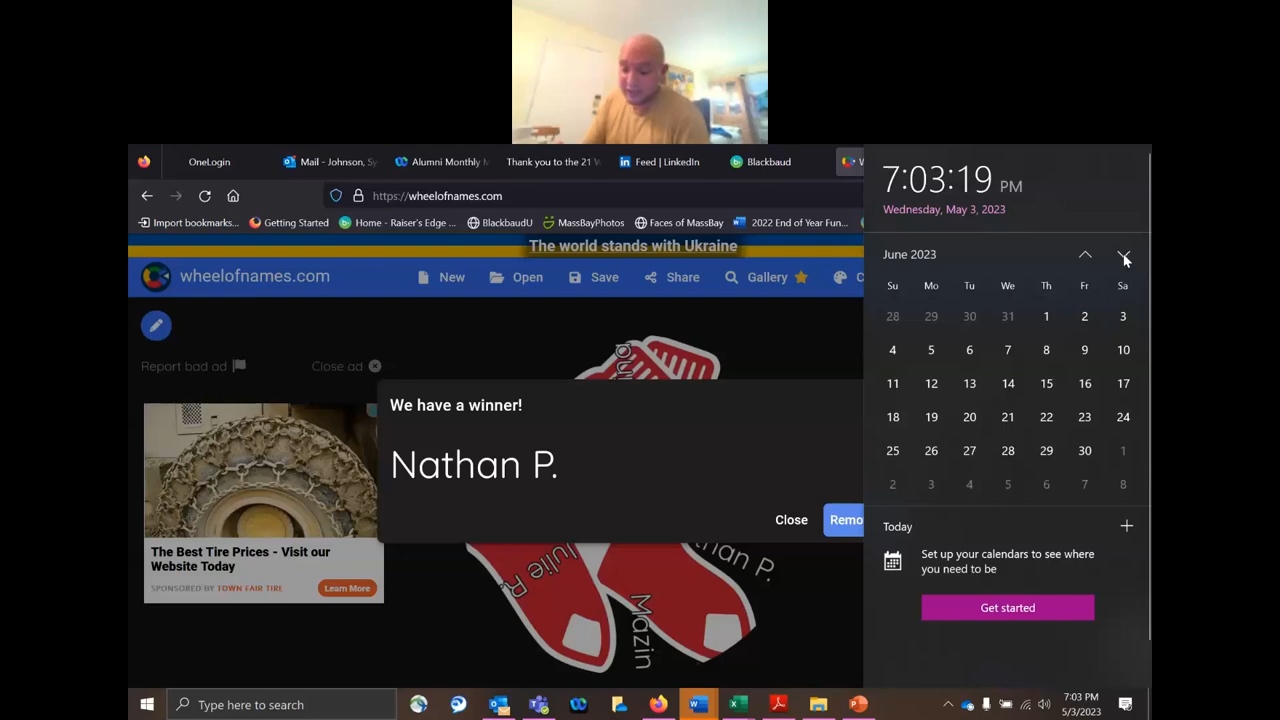 OneLogin
Mail - Johnson, Sy
Alumni Monthly M
Thank you to the 21 W
Feed | LinkedIn
Blackbaud
https://wheelofnames.com
Import bookmarks...
Getting Started
Home - Raiser's Edge ...
BlackbaudU
MassBayPhotos
Faces of MassBay
2022 End of Year Fun...
The world stands with Ukraine
wheelofnames.com
New
Open
Save
Share
Gallery
C
Report bad ad
Close ad
We have a winner!
Nathan P.
Close
Remo
Julie R.
Mazin
than P.
The Best Tire Prices - Visit our
Website Today
SPONSORED BY TOWN FAIR TIRE
Learn More
7:03:19 PM
Wednesday, May 3, 2023
June 2023
Su Mo Tu We Th Fr Sa
28 29 30 31 1 2 3
4 5 6 7 8 9 10
11 12 13 14 15 16 17
18 19 20 21 22 23 24
25 26 27 28 29 30 1
2 3 4 5 6 7 8
Today
Set up your calendars to see where
you need to be
Get started
Type here to search
7:03 PM
5/3/2023